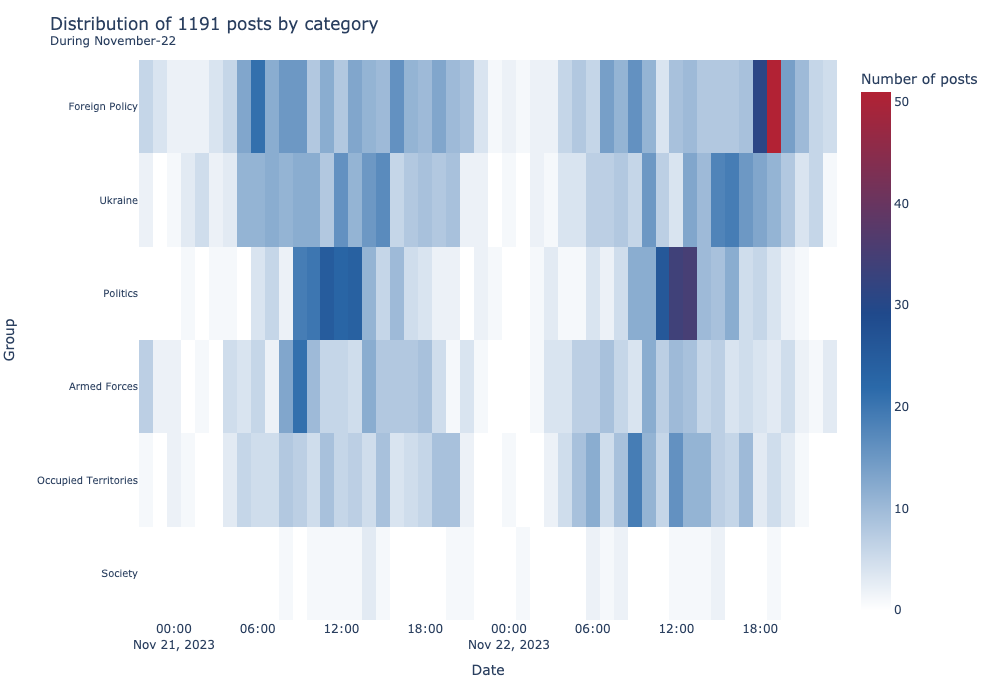 Distribution of 1191 posts by category
During November-22
Number of posts
Foreign Policy
Ukraine
Politics
Armed Forces
Occupied Territories
Society
Group
50
40
30
20
10
0
00:00
Nov 21, 2023
06:00
12:00
18:00
00:00
Nov 22, 2023
06:00
12:00
18:00
Date